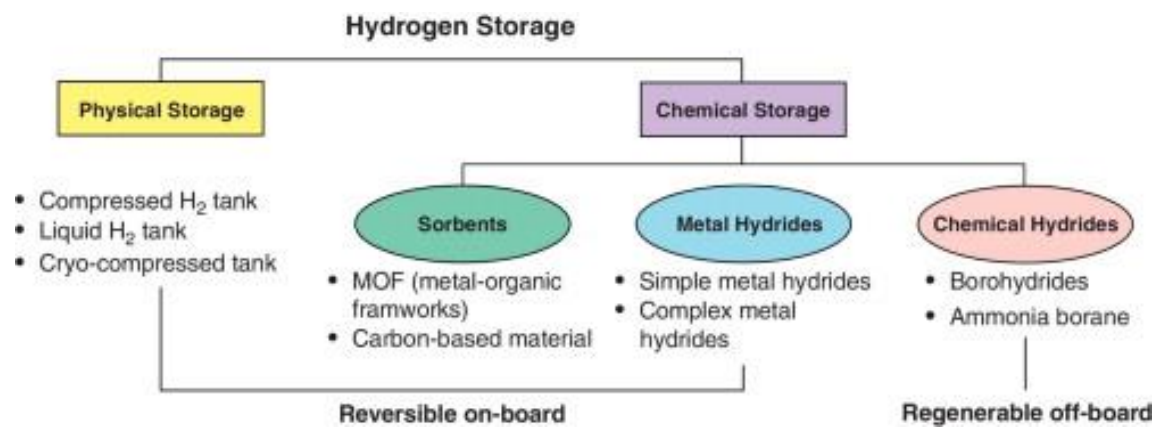 Hydrogen Storage
Physical Storage
Chemical Storage
• Compressed H₂ tank
• Liquid H₂ tank
• Cryo-compressed tank
Sorbents
Metal Hydrides
Chemical Hydrides
• MOF (metal-organic
framworks)
• Carbon-based material
• Simple metal hydrides
• Complex metal
hydrides
• Borohydrides
• Ammonia borane
Reversible on-board
Regenerable off-board